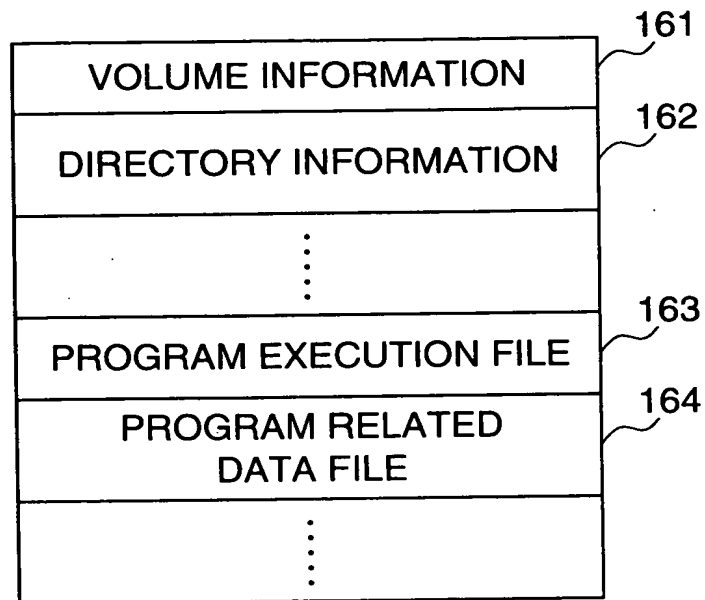 161
VOLUME INFORMATION
162
DIRECTORY INFORMATION
163
PROGRAM EXECUTION FILE
164
PROGRAM RELATED
DATA FILE